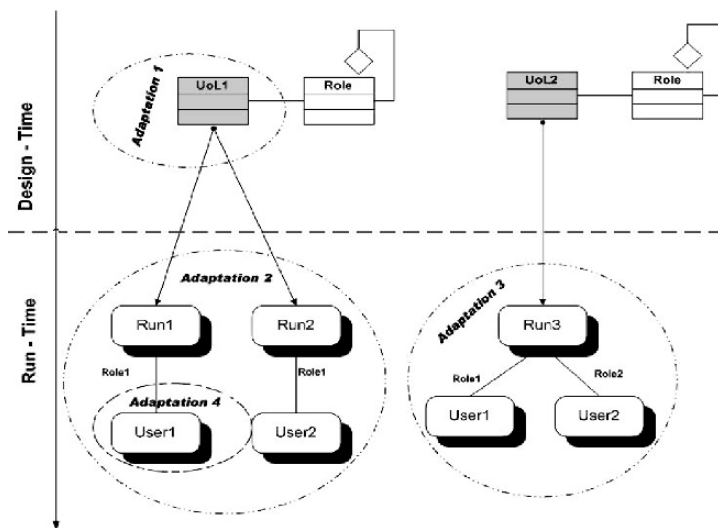 Design - Time
Adaptation 1
UoL1
Role
UoL2
Role
Run - Time
Adaptation 2
Run1
Run2
Role1
Role1
Adaptation 4
User1
User2
Adaptation 3
Run3
Role1
Role2
User1
User2